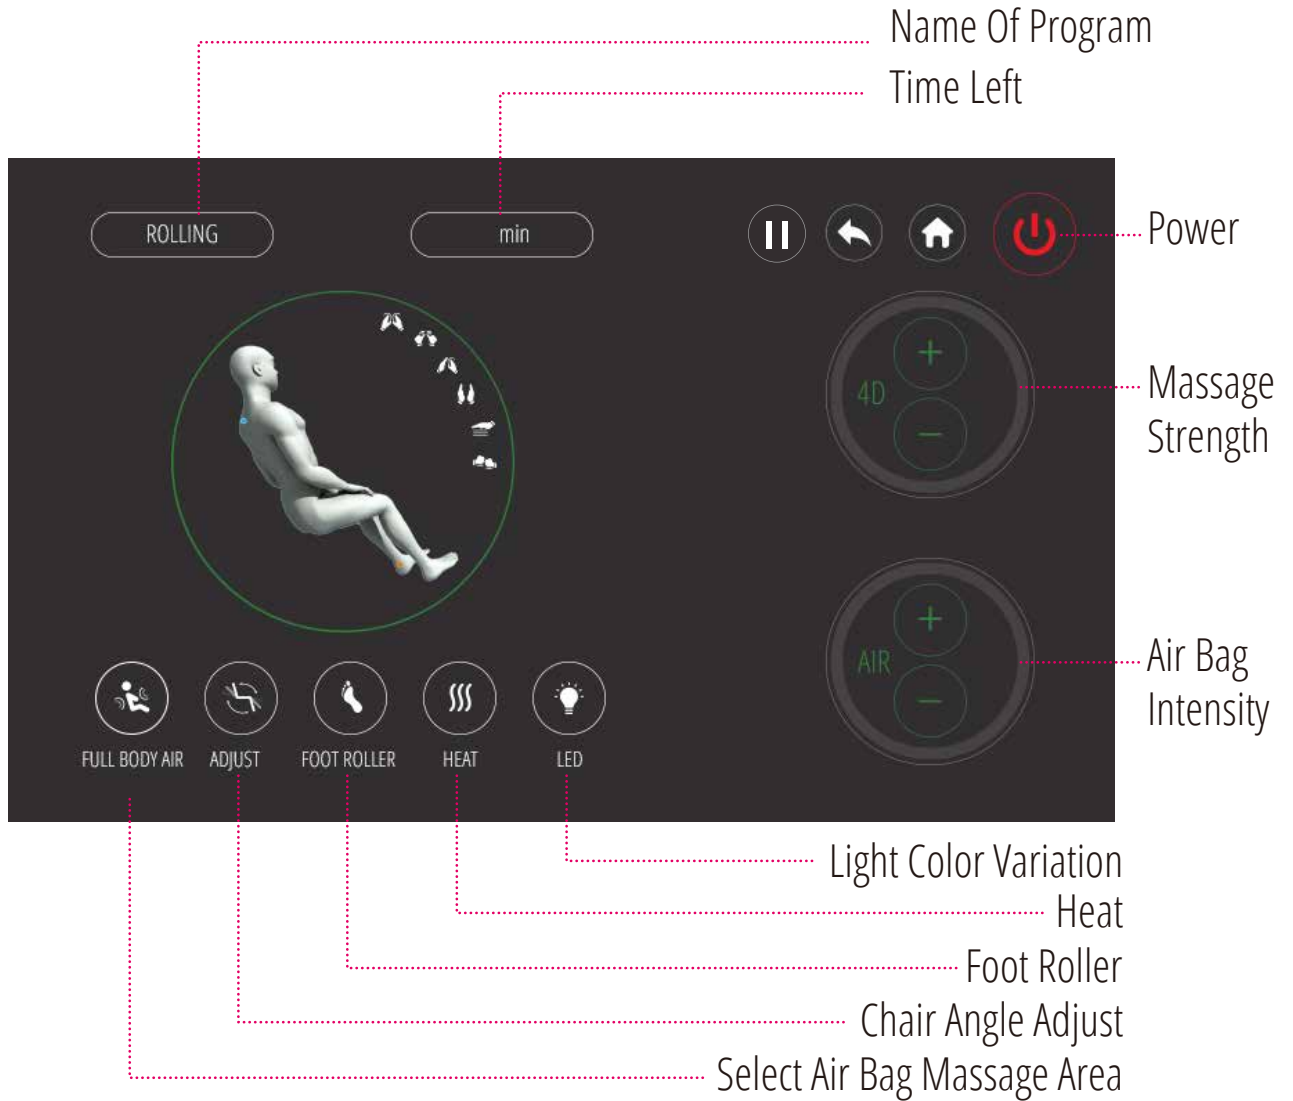 Name Of Program
Time Left
ROLLING
min
Power
4D
Massage
Strength
AIR
Air Bag
Intensity
FULL BODY AIR
ADJUST
FOOT ROLLER
HEAT
LED
Light Color Variation
Heat
Foot Roller
Chair Angle Adjust
Select Air Bag Massage Area